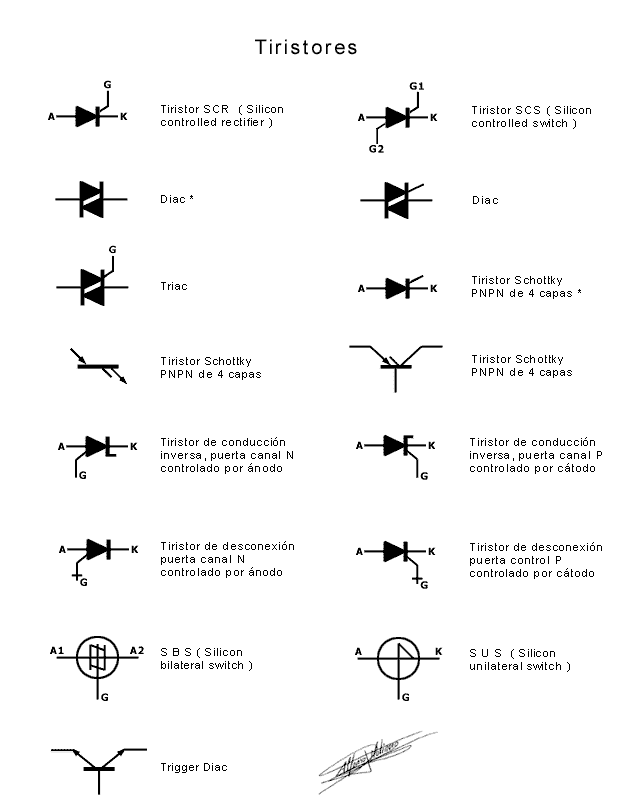 Tiristores
G
A K
Tiristor SCR ( Silicon
controlled rectifier )
G1
A K
G2
Tiristor SCS ( Silicon
controlled switch )
Diac *
Diac
G
Triac
A K
Tiristor Schottky
PNPN de 4 capas *
Tiristor Schottky
PNPN de 4 capas
Tiristor Schottky
PNPN de 4 capas
A K
G
Tiristor de conducción
inversa, puerta canal N
controlado por ánodo
A K
G
Tiristor de conducción
inversa, puerta canal P
controlado por cátodo
A K
G
Tiristor de desconexión
puerta canal N
controlado por ánodo
A K
G
Tiristor de desconexión
puerta control P
controlado por cátodo
A1 A2
G
S B S ( Silicon
bilateral switch )
A K
G
S U S ( Silicon
unilateral switch )
Trigger Diac